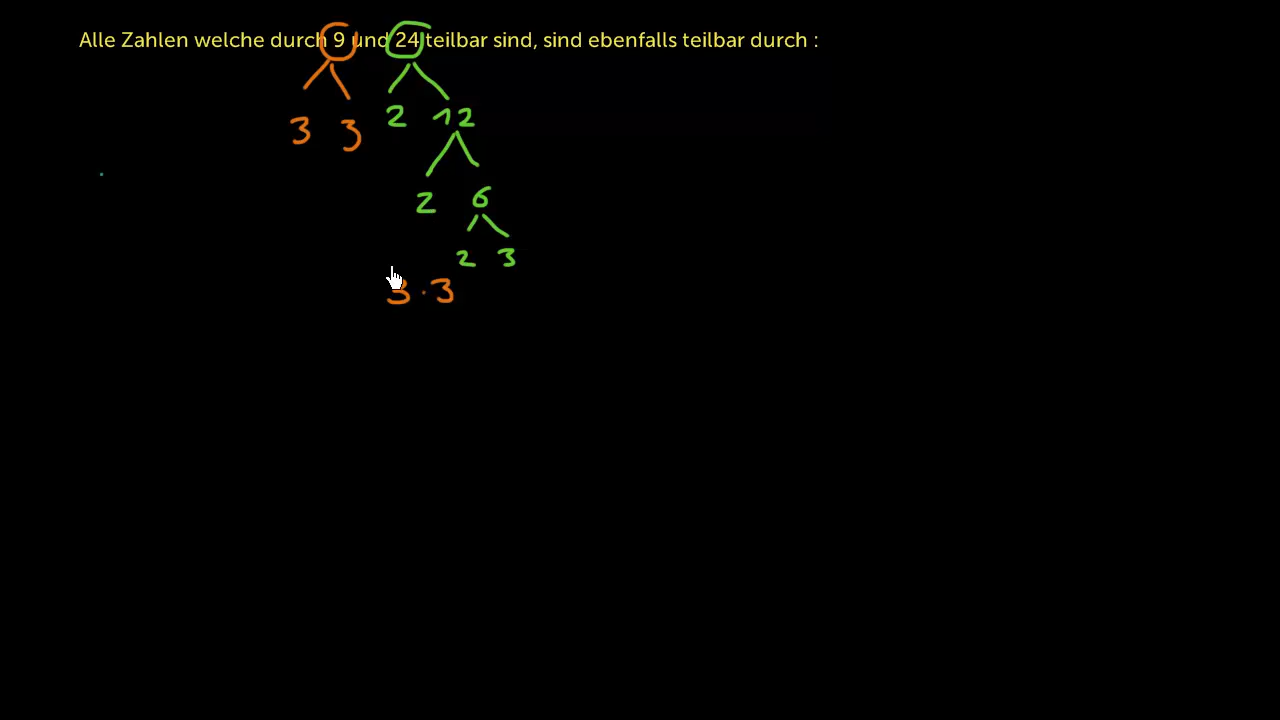 Alle Zahlen welche durch 9 und 24 teilbar sind, sind ebenfalls teilbar durch :
3 3 2 12
2 6
2 3
3 · 3